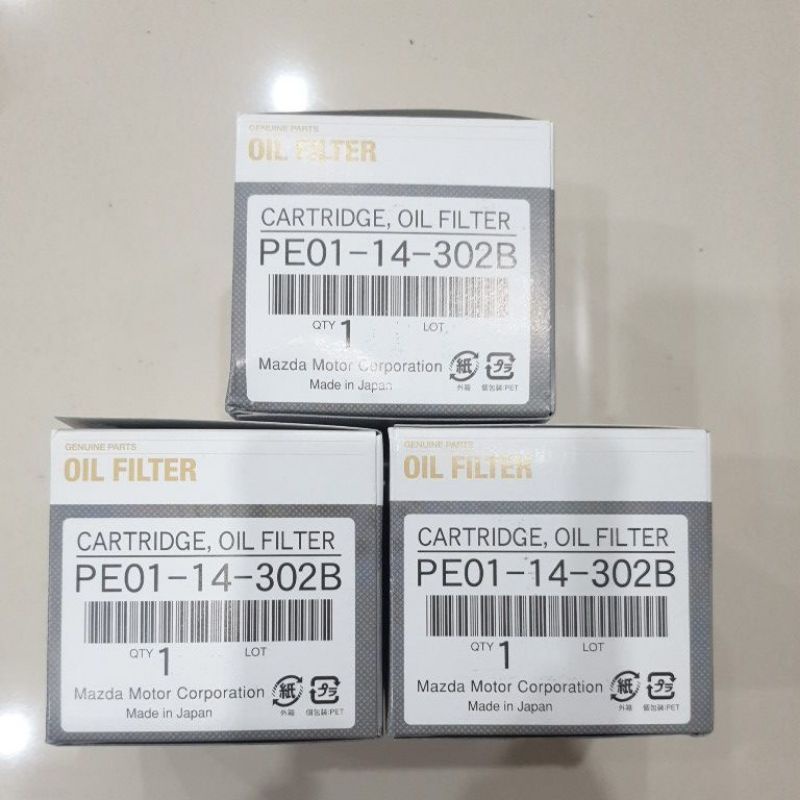 GENUINE PARTS
OIL FILTER
CARTRIDGE, OIL FILTER
PE01-14-302B
QTY 1 LOT
Mazda Motor Corporation
Made in Japan
紙 プラ
外箱 個包装:PET
GENUINE PARTS
OIL FILTER
CARTRIDGE, OIL FILTER
PE01-14-302B
QTY 1 LOT
Mazda Motor Corporation
Made in Japan
紙 プラ
外箱 個包装:PET
GENUINE PARTS
OIL FILTER
CARTRIDGE, OIL FILTER
PE01-14-302B
QTY 1 LOT
Mazda Motor Corporation
Made in Japan
紙 プラ
外箱 個包装:PET